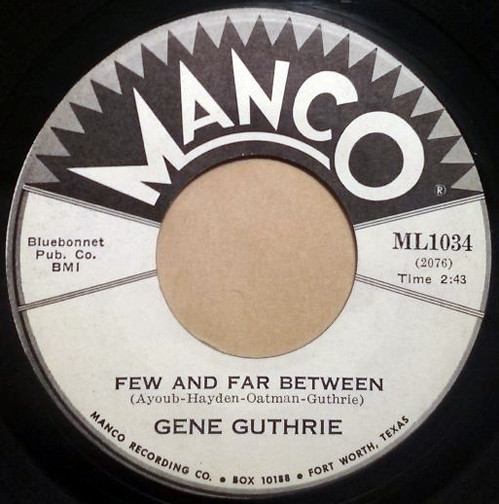 MANCO
®
Bluebonnet
Pub. Co.
BMI
ML1034
(2076)
Time 2:43
FEW AND FAR BETWEEN
(Ayoub-Hayden-Oatman-Guthrie)
GENE GUTHRIE
MANCO RECORDING CO. • BOX 10188 • FORT WORTH, TEXAS